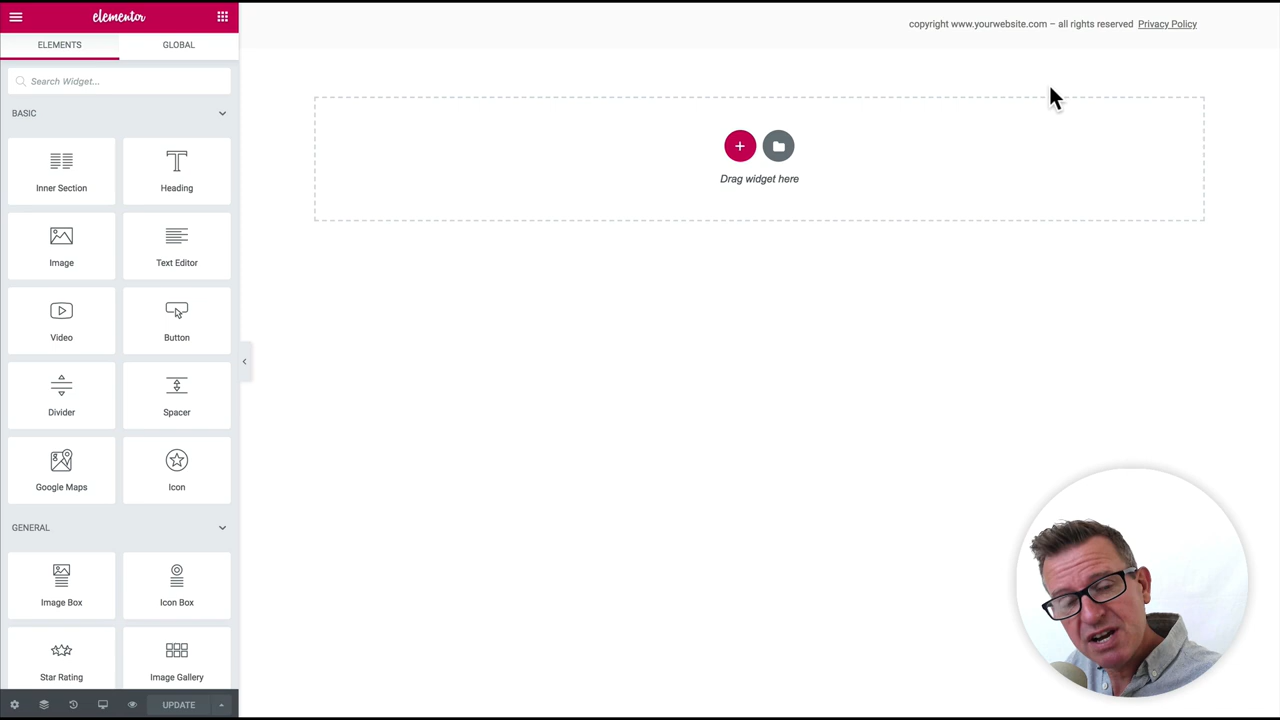 elementor
ELEMENTS GLOBAL
Search Widget...
BASIC
Inner Section Heading
Image Text Editor
Video Button
Divider Spacer
Google Maps Icon
GENERAL
Image Box Icon Box
Star Rating Image Gallery
UPDATE
copyright www.yourwebsite.com – all rights reserved Privacy Policy
Drag widget here